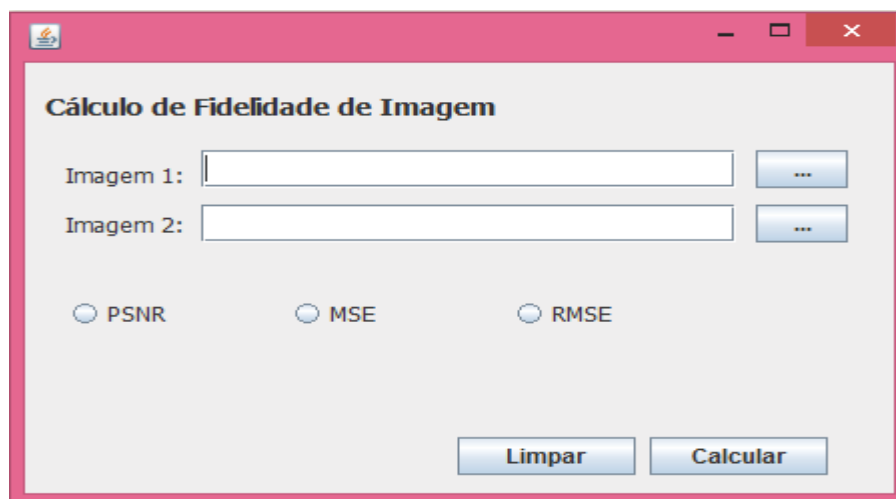 Cálculo de Fidelidade de Imagem
Imagem 1: ...
Imagem 2: ...
PSNR MSE RMSE
Limpar Calcular